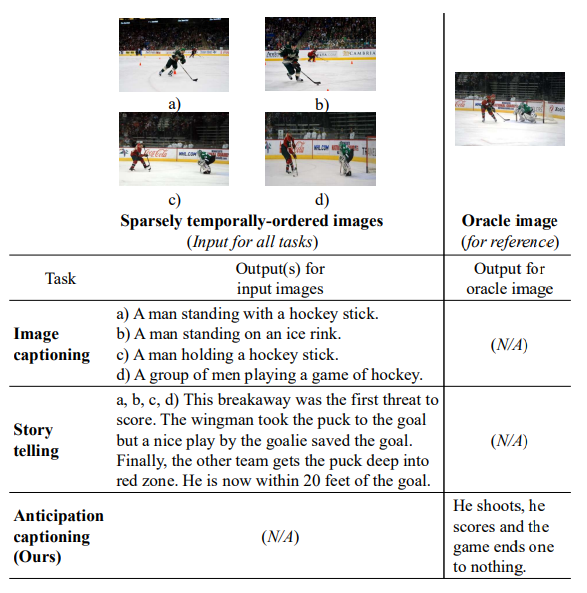 a)
b)
c)
d)
Sparsely temporally-ordered images
(Input for all tasks)
Oracle image
(for reference)
Task
Output(s) for
input images
Output for
oracle image
Image
captioning
a) A man standing with a hockey stick.
b) A man standing on an ice rink.
c) A man holding a hockey stick.
d) A group of men playing a game of hockey.
(N/A)
Story
telling
a, b, c, d) This breakaway was the first threat to
score. The wingman took the puck to the goal
but a nice play by the goalie saved the goal.
Finally, the other team gets the puck deep into
red zone. He is now within 20 feet of the goal.
(N/A)
Anticipation
captioning
(Ours)
(N/A)
He shoots, he
scores and the
game ends one
to nothing.